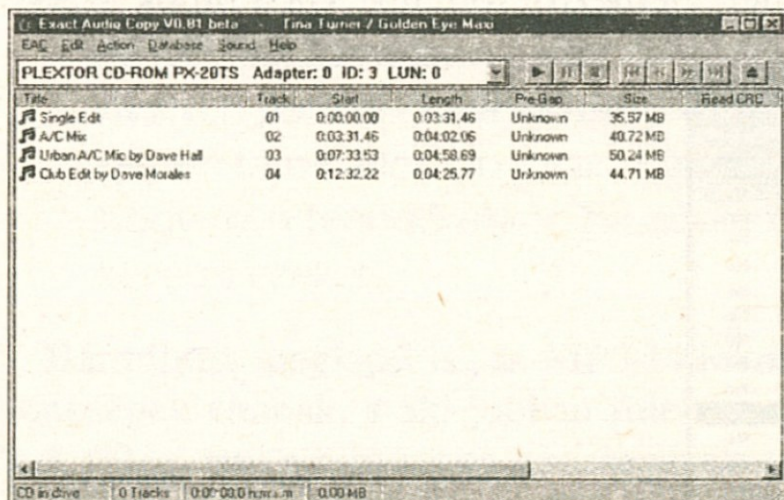 Exact Audio Copy V0.81 beta - Tina Turner / Golden Eye Maxi
EAC Edit Action Database Sound Help
PLEXTOR CD-ROM PX-20TS Adapter: 0 ID: 3 LUN: 0
Title Track Start Length Pre-Gap Size Read CRC
Single Edit 01 0:00:00.00 0:03:31.46 Unknown 35.57 MB
A/C Mix 02 0:03:31.46 0:04:02.06 Unknown 40.72 MB
Urban A/C Mic by Dave Hall 03 0:07:33.53 0:04:58.69 Unknown 50.24 MB
Club Edit by Dave Morales 04 0:12:32.22 0:04:25.77 Unknown 44.71 MB
CD in drive 0 Tracks 0:00:00.0 h:m:s.m 0.00 MB